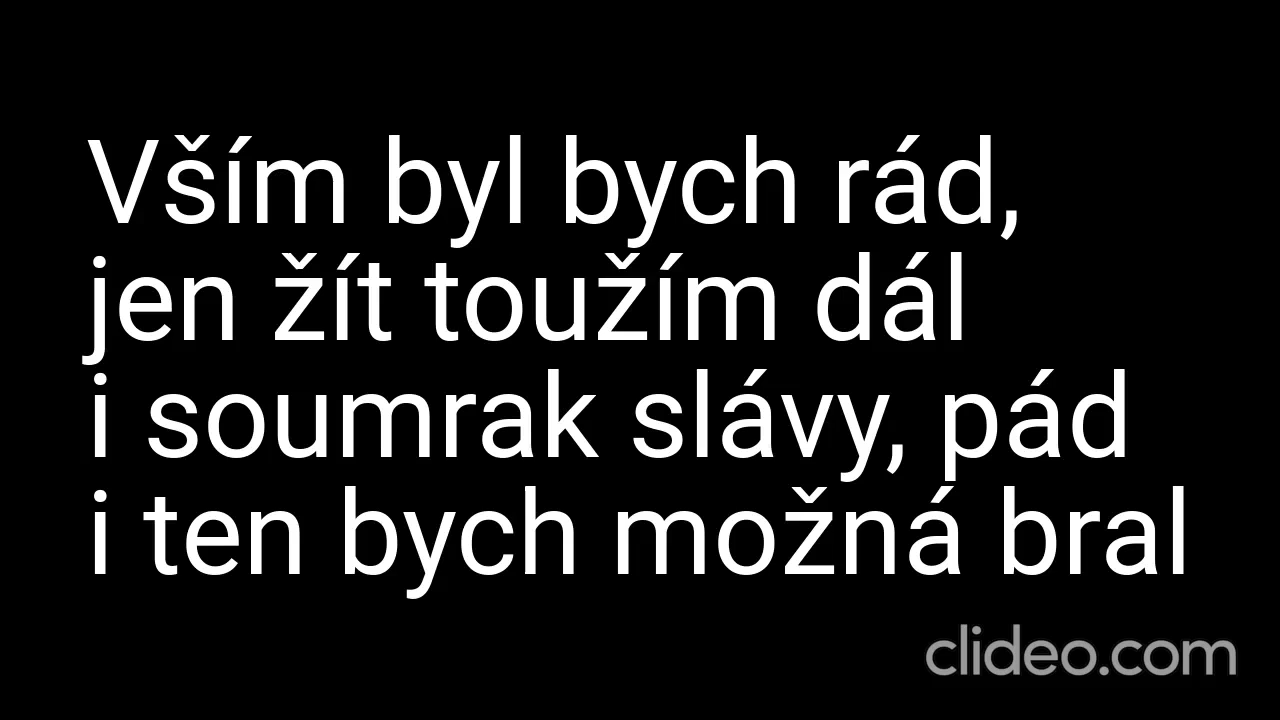 Vším byl bych rád,
jen žít toužím dál
i soumrak slávy, pád
i ten bych možná bral
clideo.com